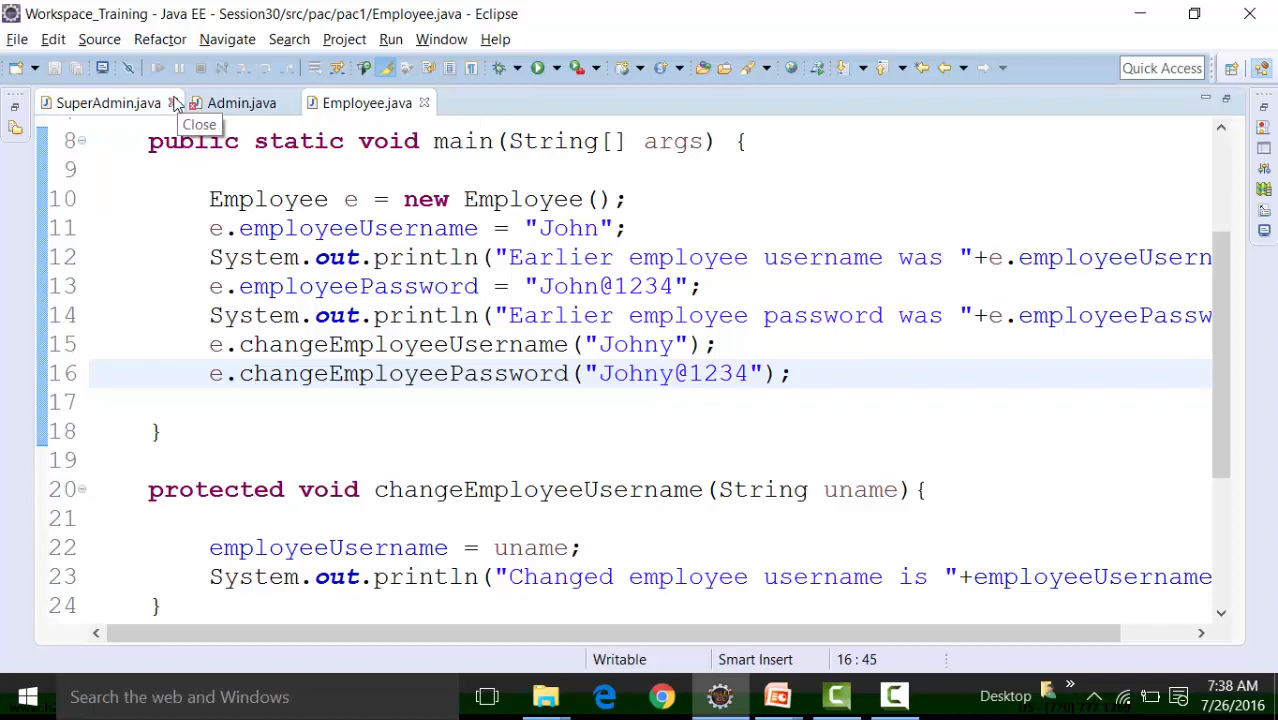 Workspace_Training - Java EE - Session30/src/pac/pac1/Employee.java - Eclipse
File Edit Source Refactor Navigate Search Project Run Window Help
Quick Access
SuperAdmin.java Admin.java Employee.java
Close
8 public static void main(String[] args) {
9
10 Employee e = new Employee();
11 e.employeeUsername = "John";
12 System.out.println("Earlier employee username was "+e.employeeUsern
13 e.employeePassword = "John@1234";
14 System.out.println("Earlier employee password was "+e.employeePassw
15 e.changeEmployeeUsername("Johny");
16 e.changeEmployeePassword("Johny@1234");
17
18 }
19
20 protected void changeEmployeeUsername(String uname){
21
22 employeeUsername = uname;
23 System.out.println("Changed employee username is "+employeeUsername
24 }
Writable Smart Insert 16 : 45
Search the web and Windows
Desktop
7:38 AM
7/26/2016